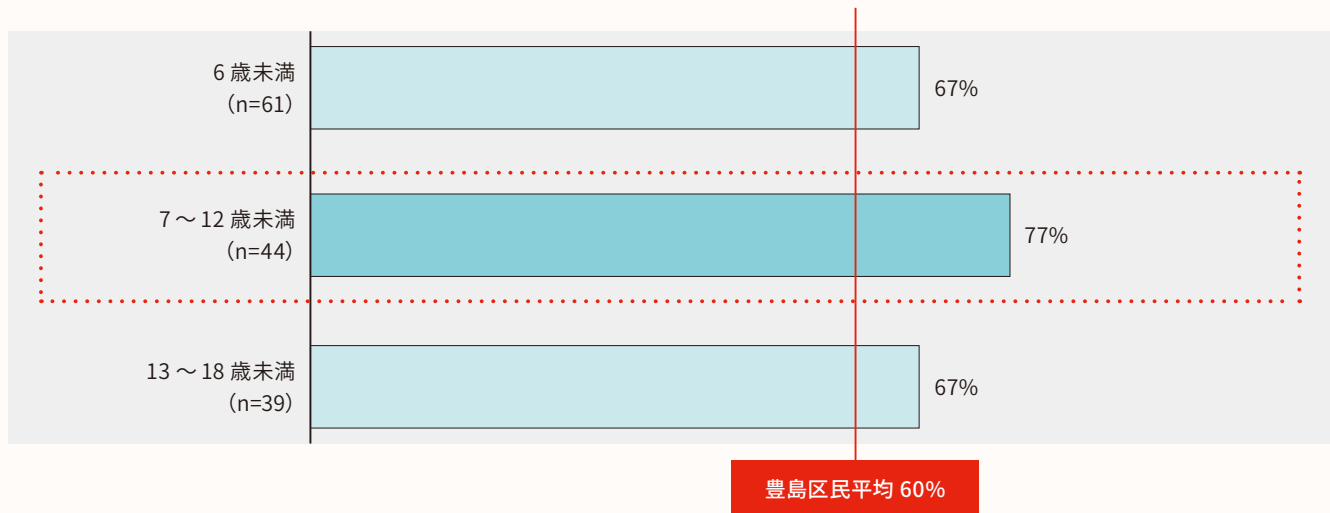 6 歳未満
（n=61）
67%
7 〜 12 歳未満
（n=44）
77%
13 〜 18 歳未満
（n=39）
67%
豊島区民平均 60%